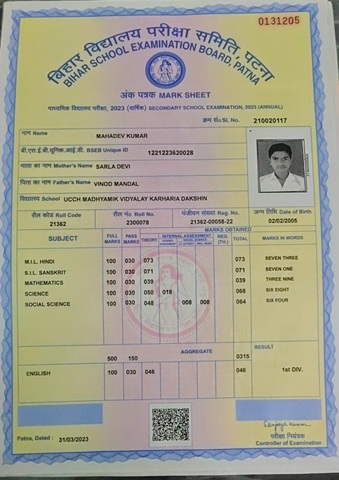 0131205
बिहार विद्यालय परीक्षा समिति, पटना
BIHAR SCHOOL EXAMINATION BOARD, PATNA
अंक पत्रक MARK SHEET
माध्यमिक विद्यालय परीक्षा, 2023 (वार्षिक) SECONDARY SCHOOL EXAMINATION, 2023 (ANNUAL)
क्रम सं०/Sl. No. 210020117
नाम Name MAHADEV KUMAR
बी.एस.ई.बी.यूनिक.आई.डी. BSEB Unique ID 1221223620028
माता का नाम Mother's Name SARLA DEVI
पिता का नाम Father's Name VINOD MANDAL
विद्यालय School UCCH MADHYAMIK VIDYALAY KARHARIA DAKSHIN
रौल कोड Roll Code रौल नं० Roll No. पंजीयन संख्या Reg. No. जन्म तिथि Date of Birth
21362 2300078 21362-00058-22 02/02/2005
MARKS OBTAINED
SUBJECT FULL MARKS PASS MARKS THEORY INTERNAL ASSESSMENT REG. (TH.) TOTAL MARKS IN WORDS
M.I.L. HINDI 100 030 073 073 SEVEN THREE
S.I.L. SANSKRIT 100 030 071 071 SEVEN ONE
MATHEMATICS 100 030 039 039 THREE NINE
SCIENCE 100 030 050 018 068 SIX EIGHT
SOCIAL SCIENCE 100 030 048 008 008 064 SIX FOUR
AGGREGATE RESULT
500 150 0315
ENGLISH 100 030 046 046 1st DIV.
Patna, Dated : 31/03/2023
परीक्षा नियंत्रक
Controller of Examination